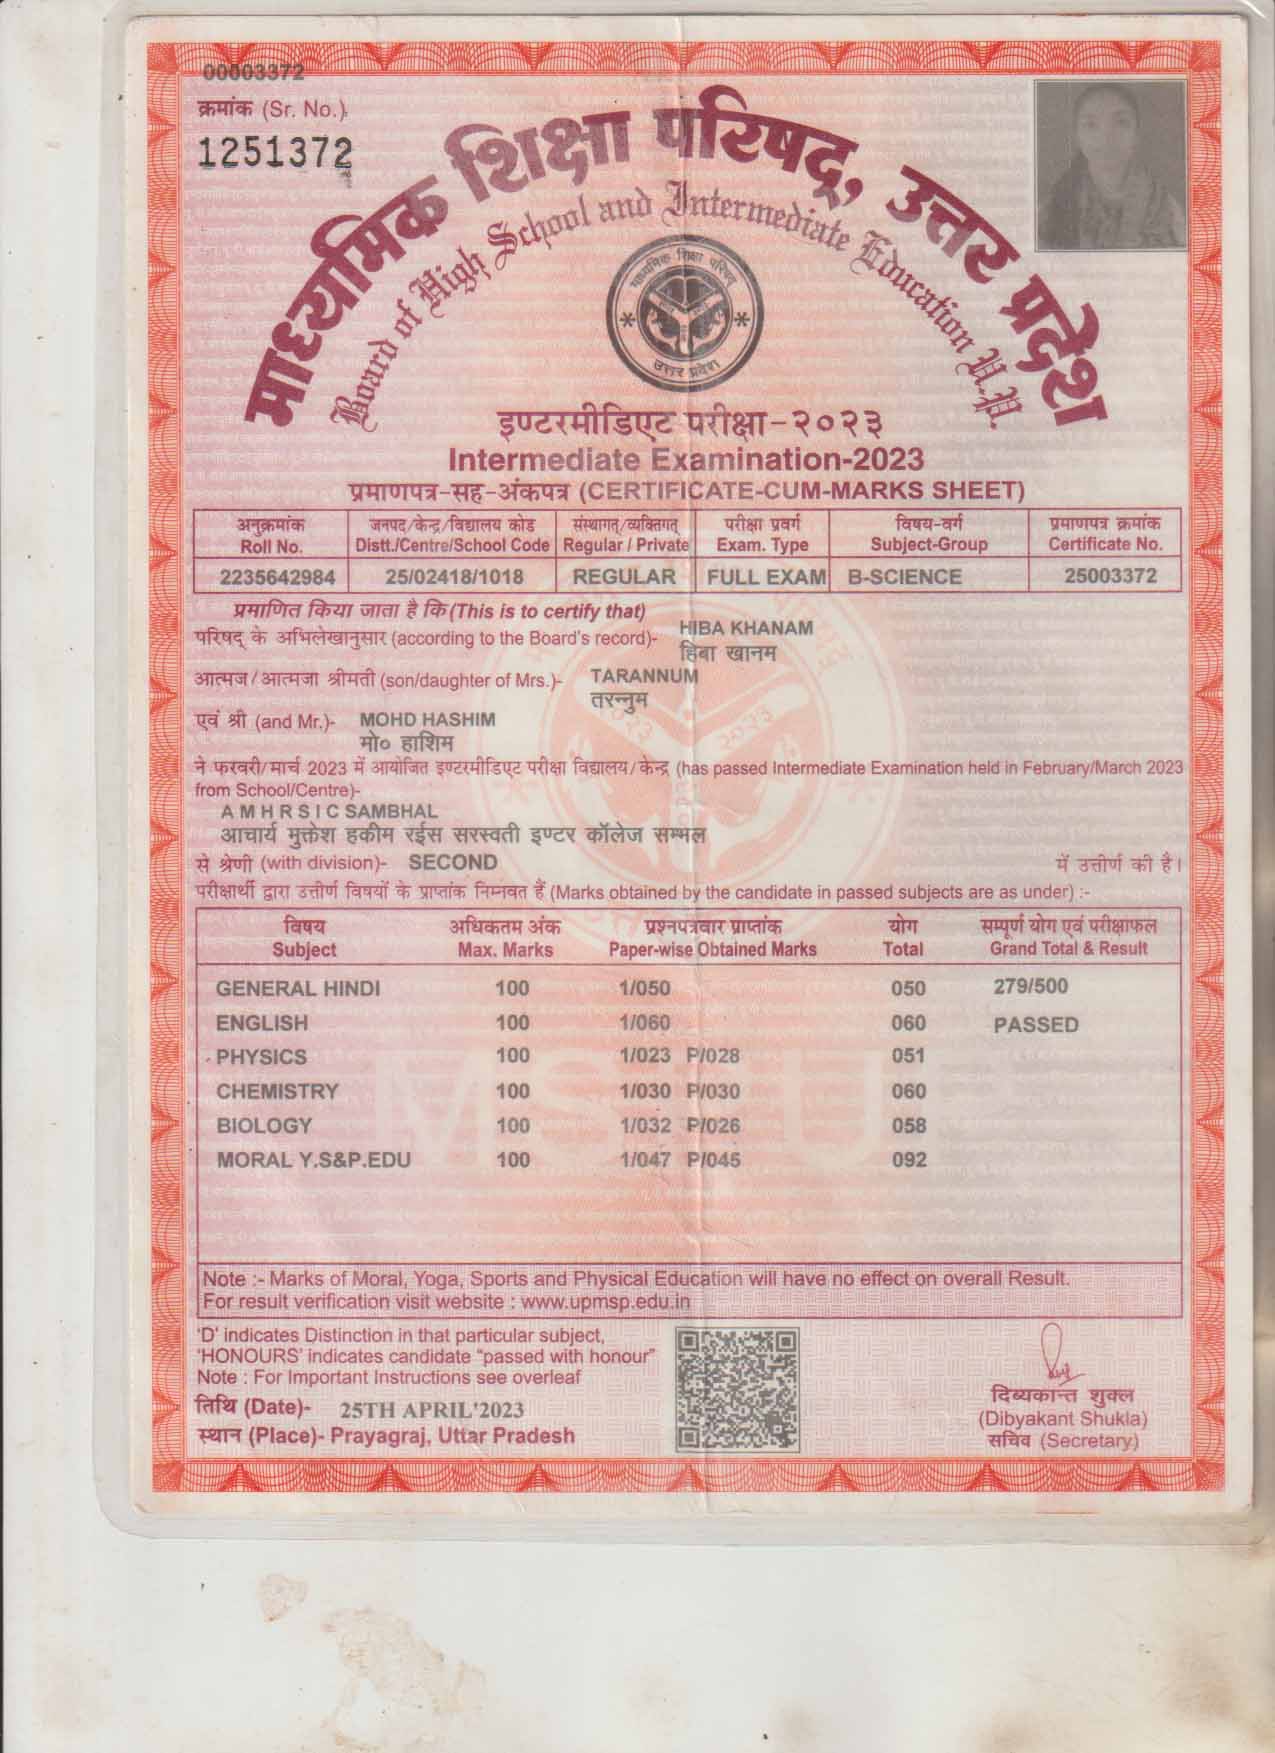 00003372
क्रमांक (Sr. No.)
1251372
माध्यमिक शिक्षा परिषद्, उत्तर प्रदेश
Board of High School and Intermediate Education U.P.
माध्यमिक शिक्षा परिषद्
उत्तर प्रदेश
इण्टरमीडिएट परीक्षा-२०२३
Intermediate Examination-2023
प्रमाणपत्र-सह-अंकपत्र (CERTIFICATE-CUM-MARKS SHEET)
अनुक्रमांक जनपद/केन्द्र/विद्यालय कोड संस्थागत्/व्यक्तिगत् परीक्षा प्रवर्ग विषय-वर्ग प्रमाणपत्र क्रमांक
Roll No. Distt./Centre/School Code Regular / Private Exam. Type Subject-Group Certificate No.
2235642984 25/02418/1018 REGULAR FULL EXAM B-SCIENCE 25003372
प्रमाणित किया जाता है कि (This is to certify that)
परिषद् के अभिलेखानुसार (according to the Board's record)- HIBA KHANAM
हिबा खानम
आत्मज/आत्मजा श्रीमती (son/daughter of Mrs.)- TARANNUM
तरन्नुम
एवं श्री (and Mr.)- MOHD HASHIM
मो० हाशिम
ने फरवरी/मार्च 2023 में आयोजित इण्टरमीडिएट परीक्षा विद्यालय/केन्द्र (has passed Intermediate Examination held in February/March 2023
from School/Centre)-
A M H R S I C SAMBHAL
आचार्य मुक्तेश हकीम रईस सरस्वती इण्टर कॉलेज सम्भल
से श्रेणी (with division)- SECOND में उत्तीर्ण की है।
परीक्षार्थी द्वारा उत्तीर्ण विषयों के प्राप्तांक निम्नवत हैं (Marks obtained by the candidate in passed subjects are as under) :-
विषय अधिकतम अंक प्रश्नपत्रवार प्राप्तांक योग सम्पूर्ण योग एवं परीक्षाफल
Subject Max. Marks Paper-wise Obtained Marks Total Grand Total & Result
GENERAL HINDI 100 1/050 050 279/500
ENGLISH 100 1/060 060 PASSED
PHYSICS 100 1/023 P/028 051
CHEMISTRY 100 1/030 P/030 060
BIOLOGY 100 1/032 P/026 058
MORAL Y.S&P.EDU 100 1/047 P/045 092
Note :- Marks of Moral, Yoga, Sports and Physical Education will have no effect on overall Result.
For result verification visit website : www.upmsp.edu.in
'D' indicates Distinction in that particular subject,
'HONOURS' indicates candidate "passed with honour"
Note : For Important Instructions see overleaf
तिथि (Date)- 25TH APRIL'2023
स्थान (Place)- Prayagraj, Uttar Pradesh
दिव्यकान्त शुक्ल
(Dibyakant Shukla)
सचिव (Secretary)